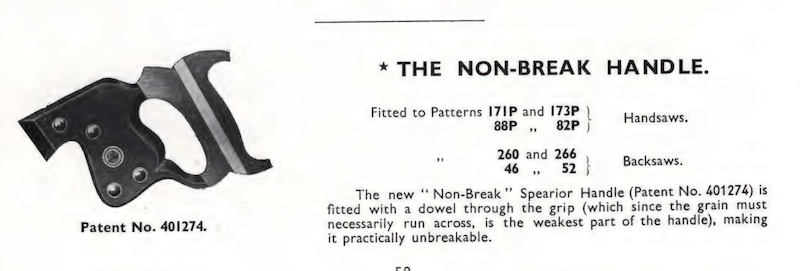 * THE NON-BREAK HANDLE.
Fitted to Patterns 171P and 173P } Handsaws.
88P ,, 82P
,, 260 and 266 } Backsaws.
46 ,, 52
The new “ Non-Break ” Spearior Handle (Patent No. 401274) is
fitted with a dowel through the grip (which since the grain must
necessarily run across, is the weakest part of the handle), making
it practically unbreakable.
Patent No. 401274.